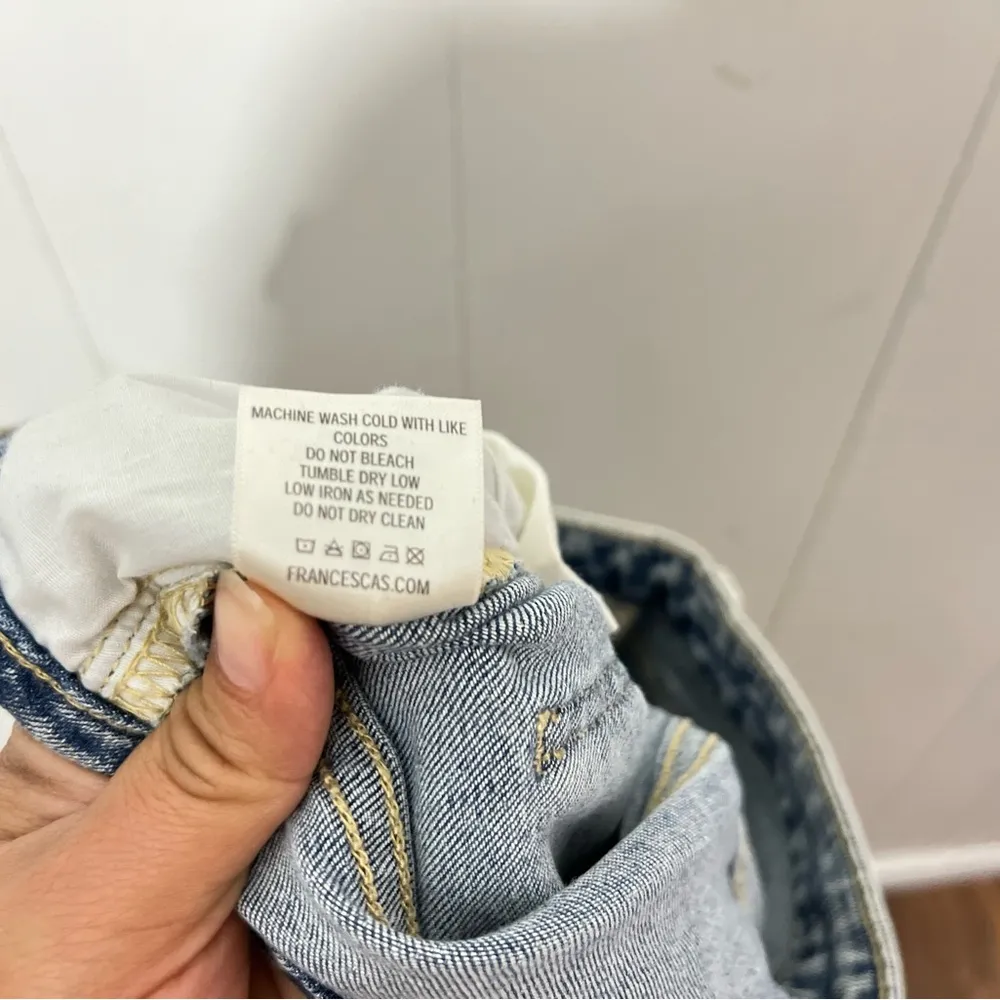 MACHINE WASH COLD WITH LIKE
COLORS
DO NOT BLEACH
TUMBLE DRY LOW
LOW IRON AS NEEDED
DO NOT DRY CLEAN
FRANCESCAS.COM